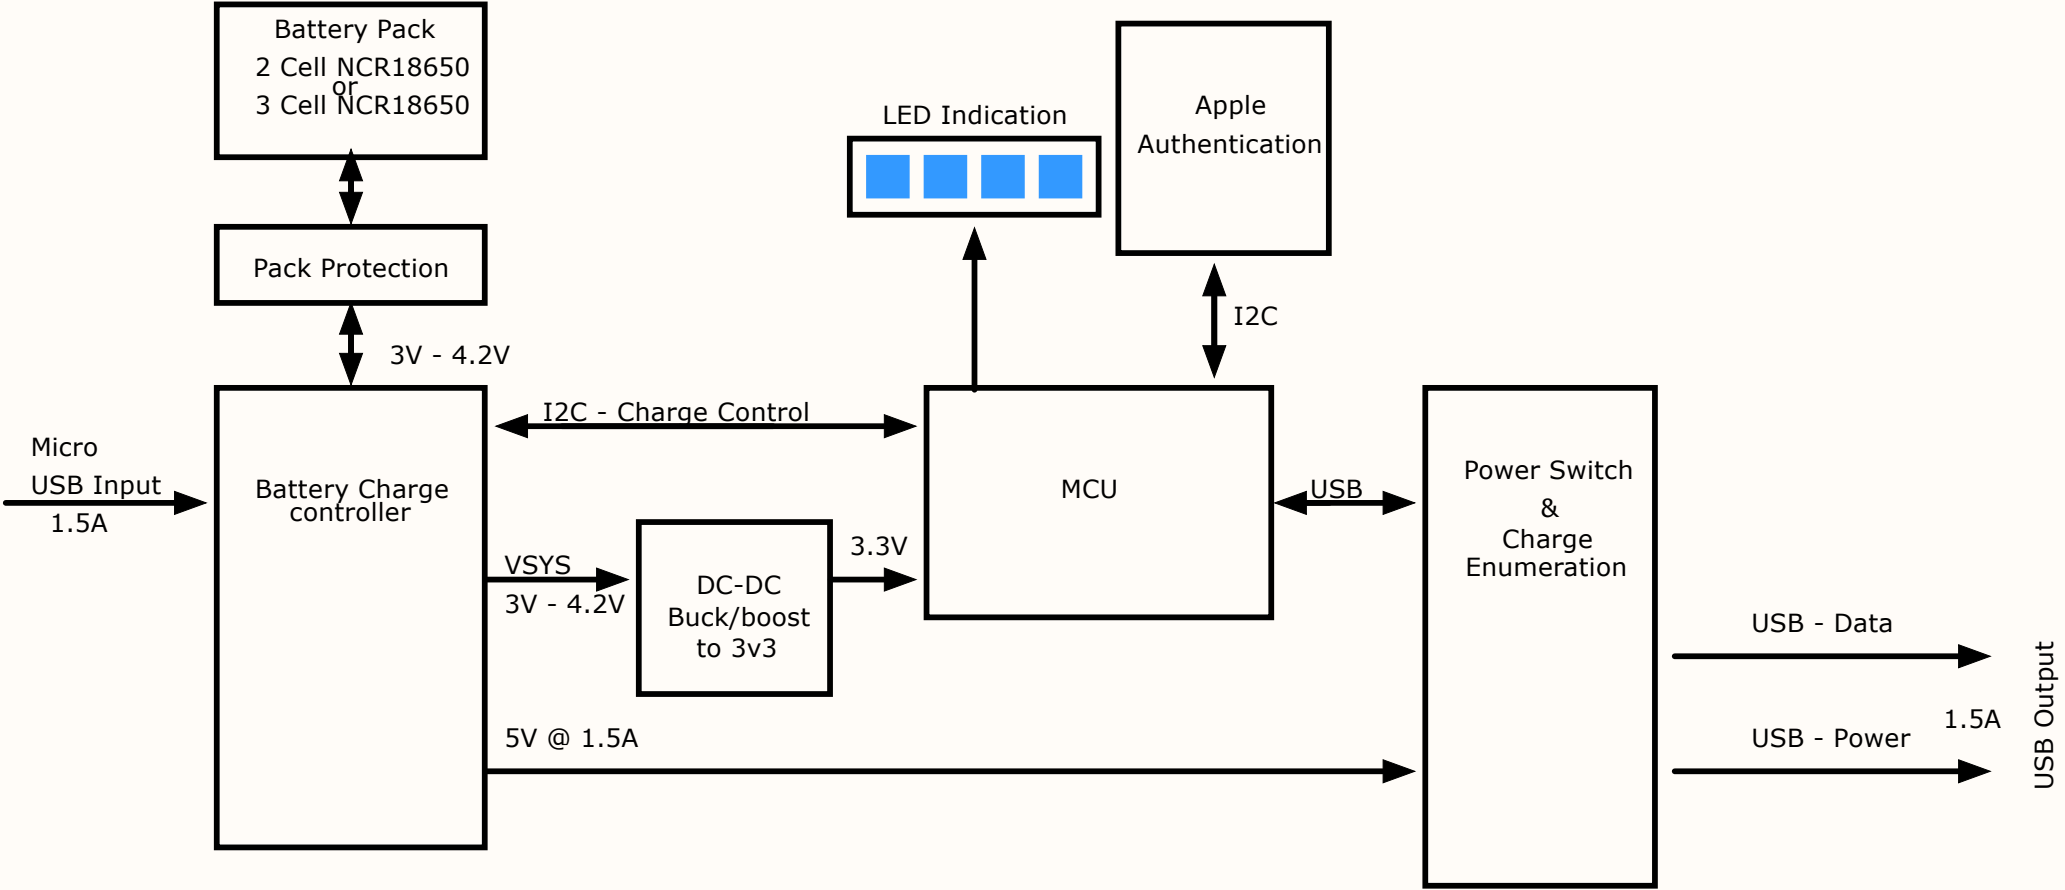 Battery Pack
2 Cell NCR18650
or
3 Cell NCR18650
Pack Protection
3V - 4.2V
Micro
USB Input
1.5A
Battery Charge
controller
I2C - Charge Control
VSYS
3V - 4.2V
DC-DC
Buck/boost
to 3v3
3.3V
5V @ 1.5A
LED Indication
Apple
Authentication
I2C
MCU
USB
Power Switch
&
Charge
Enumeration
USB - Data
USB - Power
1.5A
USB Output